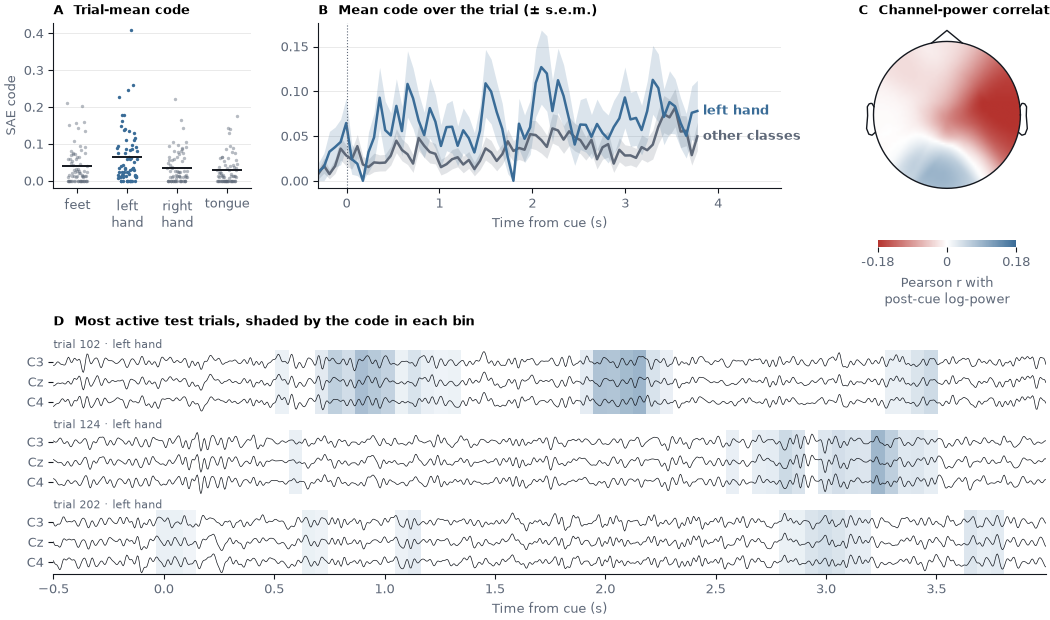 A Trial-mean code
B Mean code over the trial (± s.e.m.)
C Channel-power correlat
SAE code
0.4
0.3
0.2
0.1
0.0
feet
left
hand
right
hand
tongue
0.15
0.10
0.05
0.00
left hand
other classes
0
1
2
3
4
Time from cue (s)
-0.18
0
0.18
Pearson r with
post-cue log-power
D Most active test trials, shaded by the code in each bin
trial 102 · left hand
C3
Cz
C4
trial 124 · left hand
C3
Cz
C4
trial 202 · left hand
C3
Cz
C4
−0.5
0.0
0.5
1.0
1.5
2.0
2.5
3.0
3.5
Time from cue (s)